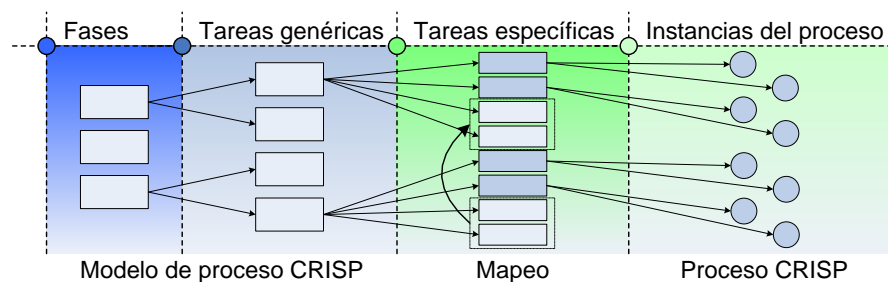 Fases
Tareas genéricas
Tareas específicas
Instancias del proceso
Modelo de proceso CRISP
Mapeo
Proceso CRISP